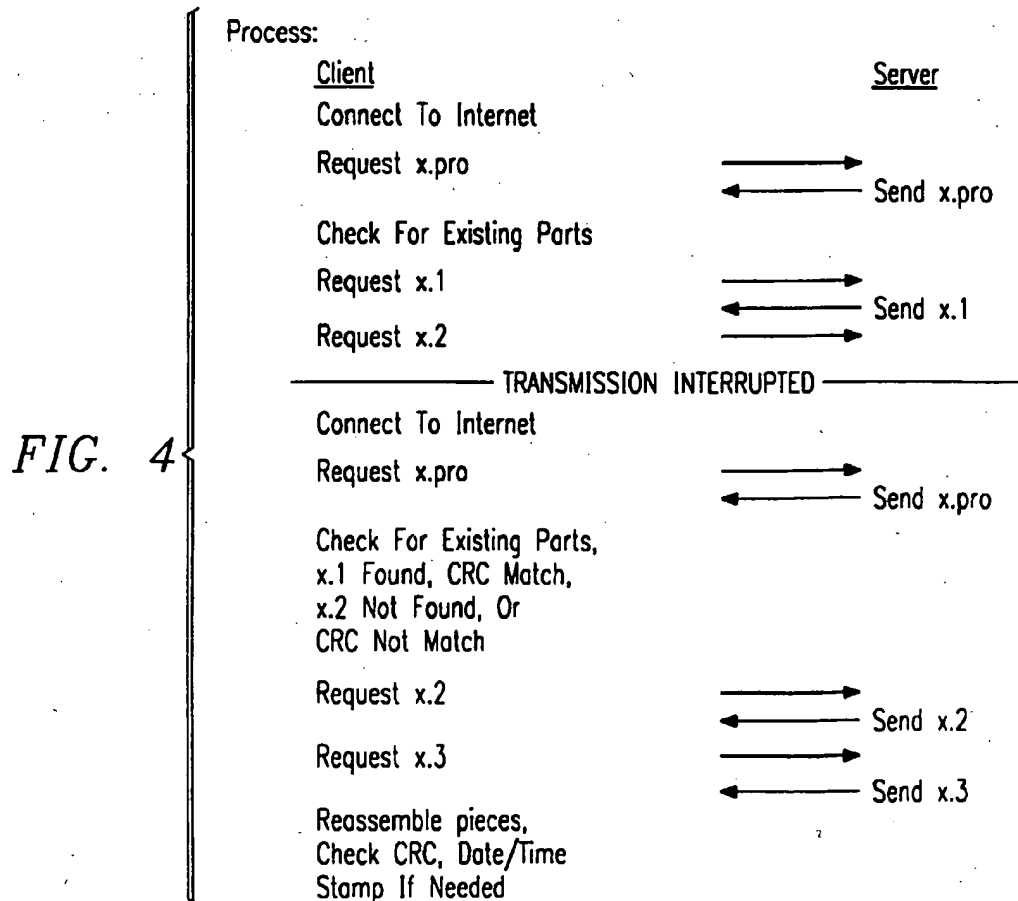 Process:
Client Server
Connect To Internet
Request x.pro
Send x.pro
Check For Existing Parts
Request x.1
Send x.1
Request x.2
TRANSMISSION INTERRUPTED
Connect To Internet
FIG. 4
Request x.pro
Send x.pro
Check For Existing Parts,
x.1 Found, CRC Match,
x.2 Not Found, Or
CRC Not Match
Request x.2
Send x.2
Request x.3
Send x.3
Reassemble pieces,
Check CRC, Date/Time
Stamp If Needed